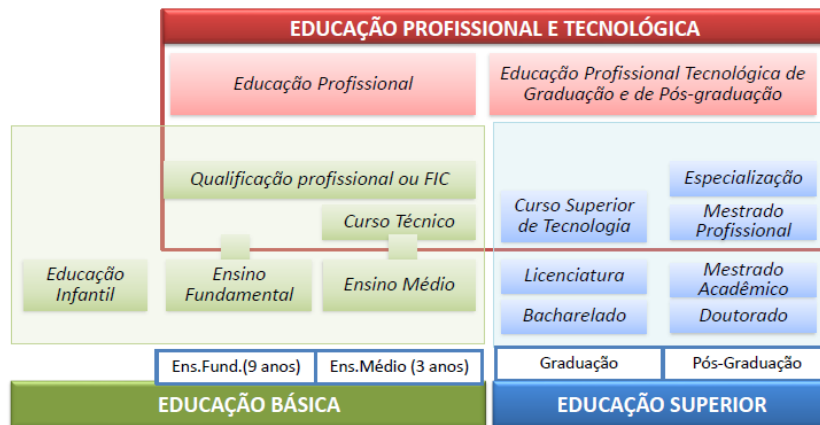 EDUCAÇÃO PROFISSIONAL E TECNOLÓGICA
Educação Profissional
Educação Profissional Tecnológica de
Graduação e de Pós-graduação
Qualificação profissional ou FIC
Curso Técnico
Curso Superior
de Tecnologia
Especialização
Mestrado
Profissional
Educação
Infantil
Ensino
Fundamental
Ensino Médio
Licenciatura
Bacharelado
Mestrado
Acadêmico
Doutorado
Ens.Fund.(9 anos)
Ens.Médio (3 anos)
Graduação
Pós-Graduação
EDUCAÇÃO BÁSICA
EDUCAÇÃO SUPERIOR